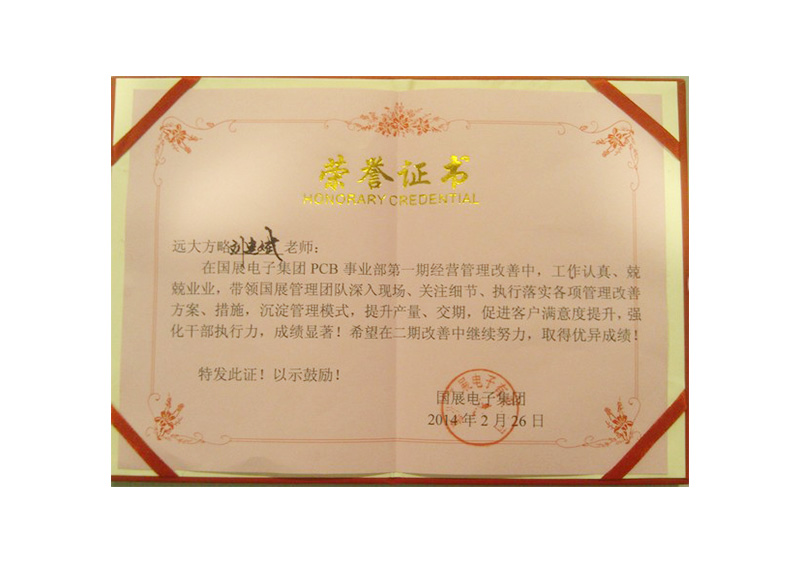 荣誉证书
HONORARY CREDENTIAL
远大方略刘建斌老师：
在国展电子集团 PCB 事业部第一期经营管理改善中，工作认真、兢
兢业业，带领国展管理团队深入现场、关注细节、执行落实各项管理改善
方案、措施，沉淀管理模式，提升产量、交期，促进客户满意度提升，强
化干部执行力，成绩显著！希望在二期改善中继续努力，取得优异成绩！
特发此证！以示鼓励！
国展电子集团
2014 年 2 月 26 日